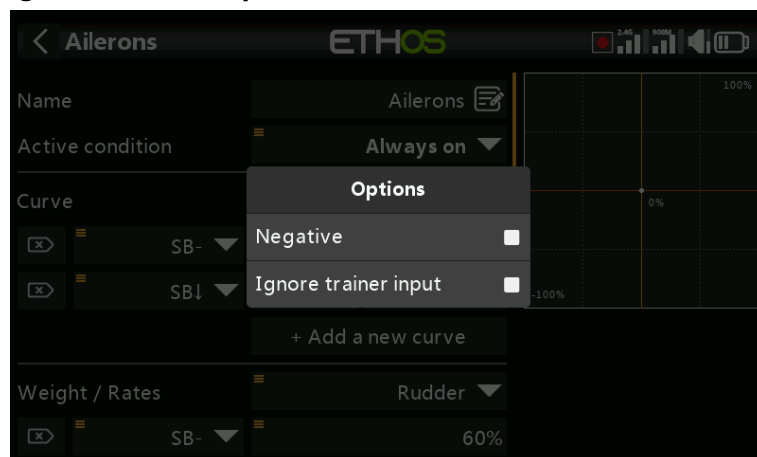 Ailerons
ETHOS
2.4G
900M
Name
Ailerons
100%
Active condition
Always on
Options
Curve
0%
SB-
Negative
SB↓
Ignore trainer input
-100%
+ Add a new curve
Weight / Rates
Rudder
SB-
60%